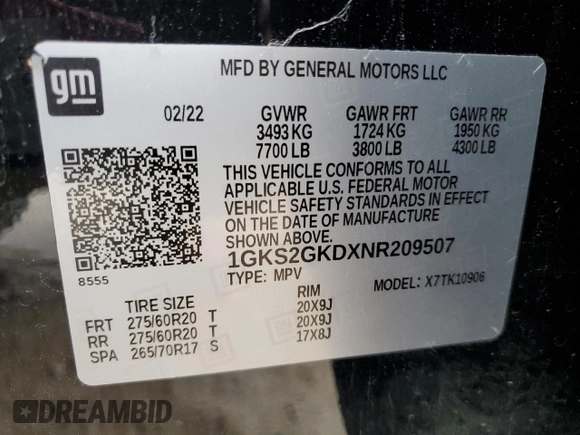 gm
MFD BY GENERAL MOTORS LLC
02/22 GVWR GAWR FRT GAWR RR
3493 KG 1724 KG 1950 KG
7700 LB 3800 LB 4300 LB
THIS VEHICLE CONFORMS TO ALL
APPLICABLE U.S. FEDERAL MOTOR
VEHICLE SAFETY STANDARDS IN EFFECT
ON THE DATE OF MANUFACTURE
SHOWN ABOVE.
1GKS2GKDXNR209507
8555
TYPE: MPV MODEL: X7TK10906
TIRE SIZE RIM
FRT 275/60R20 T 20X9J
RR 275/60R20 T 20X9J
SPA 265/70R17 S 17X8J
DREAMBID